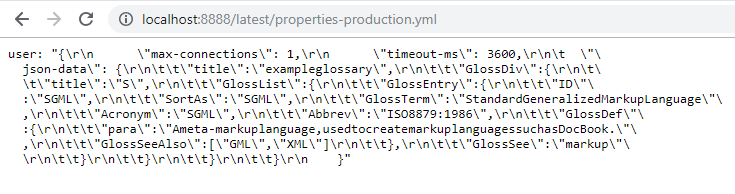 localhost:8888/latest/properties-production.yml
user: "{\r\n     \"max-connections\": 1,\r\n     \"timeout-ms\": 3600,\r\n\t  \"\
  json-data\": {\r\n\t\t\"title\":\"exampleglossary\",\r\n\t\t\"GlossDiv\":{\r\n\t\
  \t\"title\":\"S\",\r\n\t\t\"GlossList\":{\r\n\t\t\"GlossEntry\":{\r\n\t\t\"ID\"\
  :\"SGML\",\r\n\t\t\"SortAs\":\"SGML\",\r\n\t\t\"GlossTerm\":\"StandardGeneralizedMarkupLanguage\"\
  ,\r\n\t\t\"Acronym\":\"SGML\",\r\n\t\t\"Abbrev\":\"ISO8879:1986\",\r\n\t\t\"GlossDef\"\
  :{\r\n\t\t\"para\":\"Ameta-markuplanguage,usedtocreatemarkuplanguagessuchasDocBook.\"\
  ,\r\n\t\t\"GlossSeeAlso\":[\"GML\",\"XML\"]\r\n\t\t},\r\n\t\t\"GlossSee\":\"markup\"\
  \r\n\t\t}\r\n\t\t}\r\n\t\t}\r\n\t\t}\r\n    }"